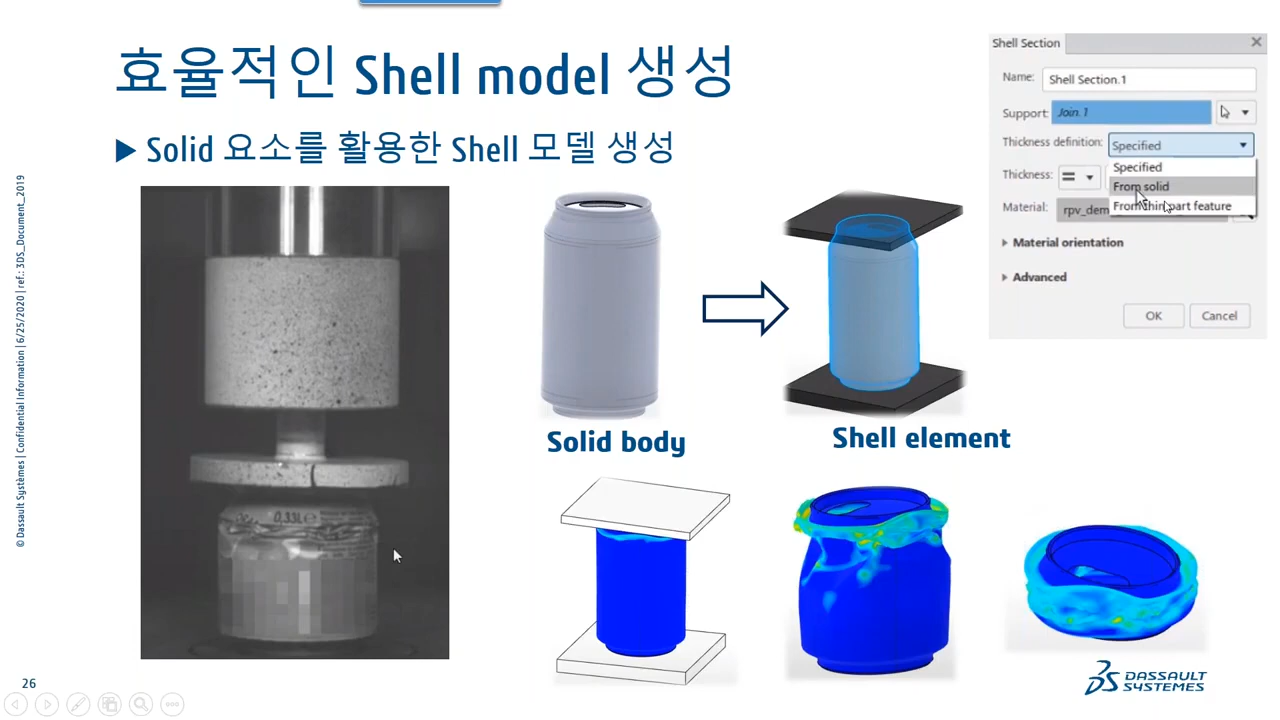 효율적인 Shell model 생성
▶ Solid 요소를 활용한 Shell 모델 생성
Shell Section
Name: Shell Section.1
Support: Join.1
Thickness definition: Specified
Specified
From solid
From thin part feature
Thickness: =
Material: rpv_dem
Material orientation
Advanced
OK Cancel
0,33L e
Solid body
Shell element
© Dassault Systèmes | Confidential Information | 6/25/2020 | ref.: 3DS_Document_2019
26
DASSAULT
SYSTEMES